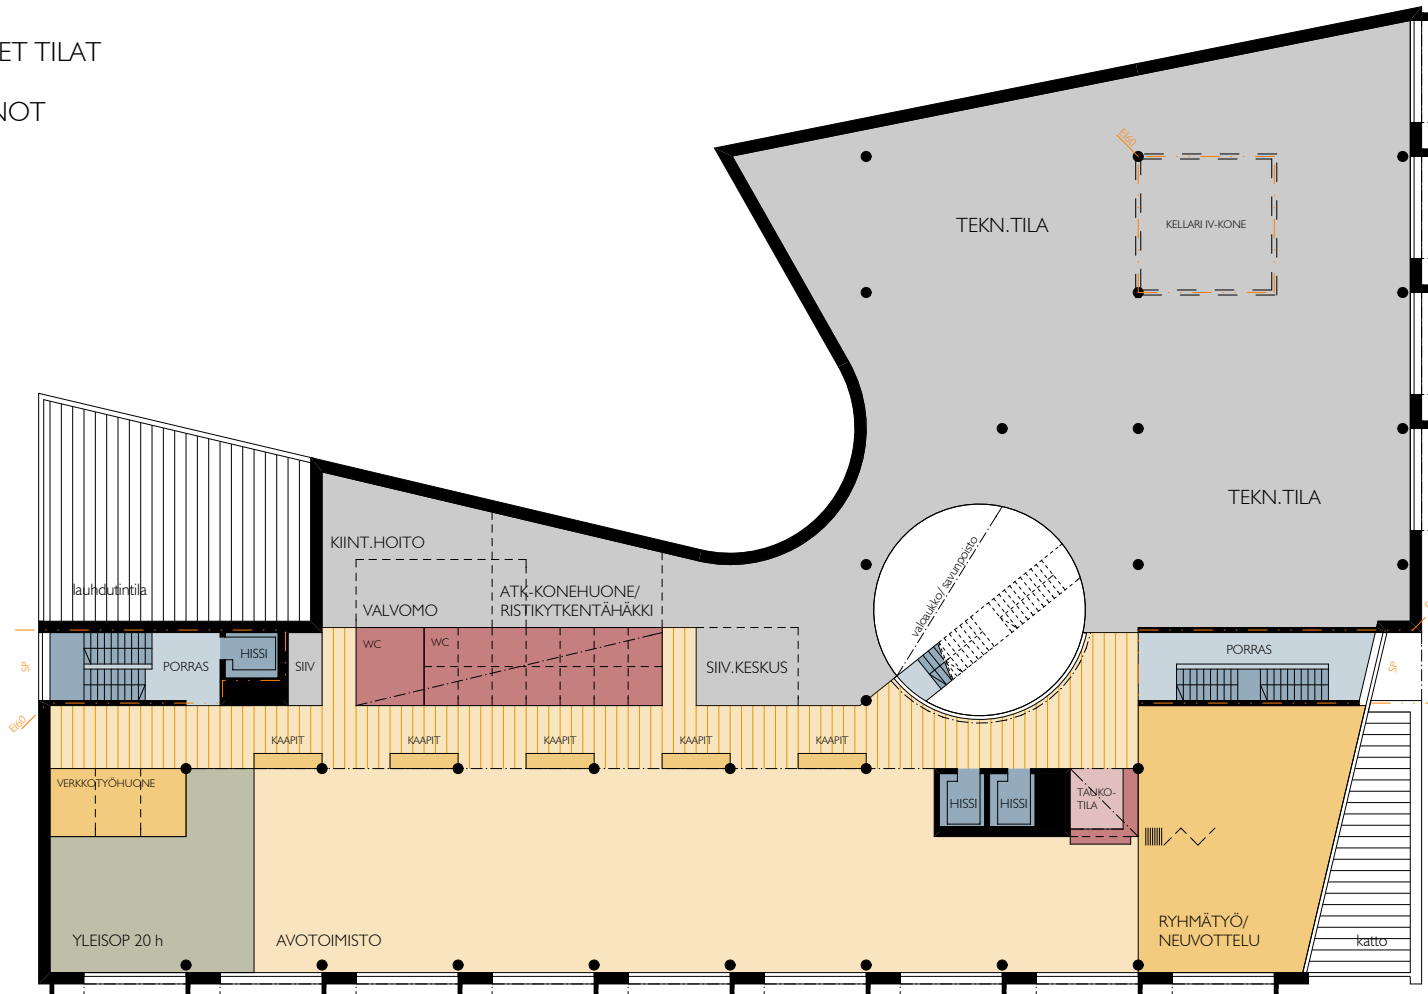 ET TILAT
NOT
EI60
TEKN.TILA
KELLARI IV-KONE
TEKN.TILA
KIINT.HOITO
valoaukko/ savunpoisto
lauhdutintila
VALVOMO
ATK-KONEHUONE/
RISTIKYTKENTÄHÄKKI
SP
PORRAS
HISSI
SIIV
WC
WC
SIIV.KESKUS
PORRAS
SP
EI60
KAAPIT
KAAPIT
KAAPIT
KAAPIT
KAAPIT
VERKKOTYÖHUONE
HISSI
HISSI
TAUKO-
TILA
YLEISOP 20 h
AVOTOIMISTO
RYHMÄTYÖ/
NEUVOTTELU
katto